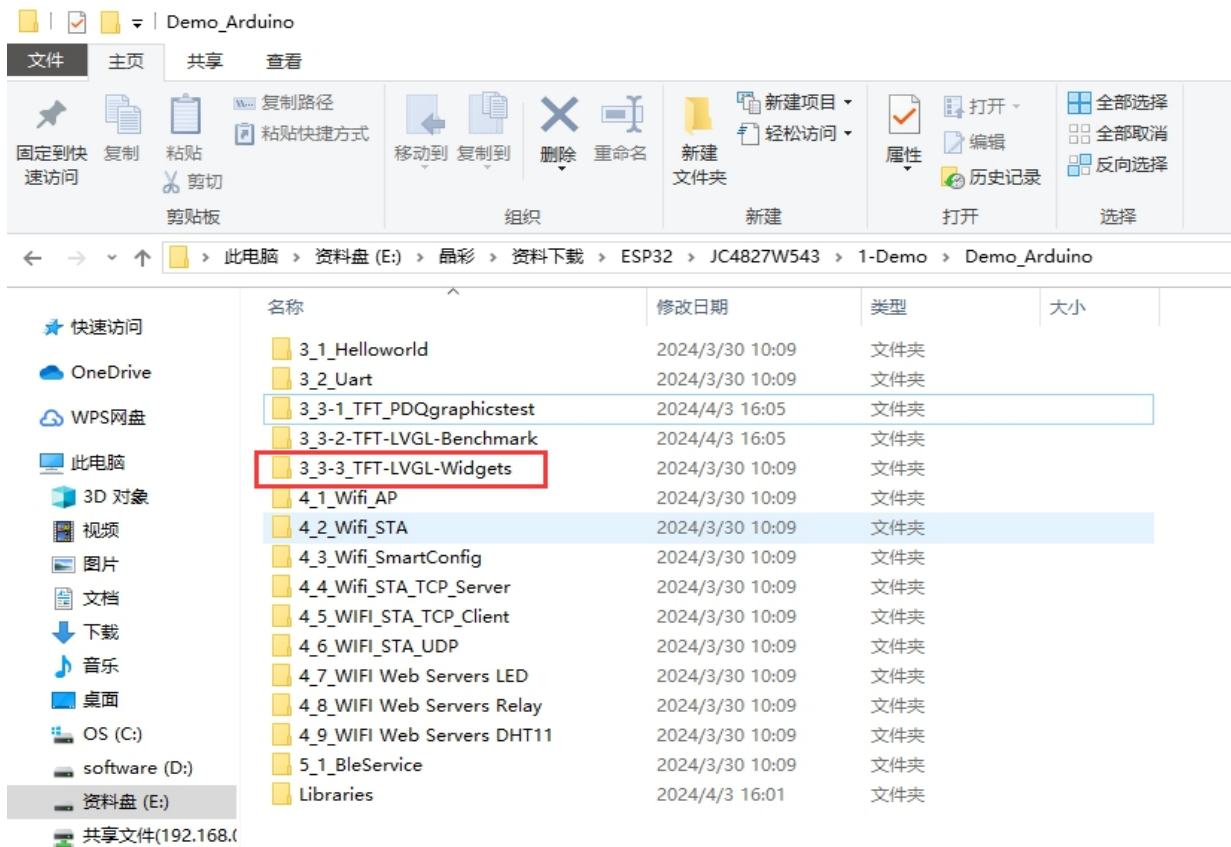 Demo_Arduino
文件 主页 共享 查看
固定到快速访问 复制 粘贴 复制路径 粘贴快捷方式 剪切
移动到 复制到 删除 重命名
新建文件夹 新建项目 轻松访问
属性 打开 编辑 历史记录
全部选择 全部取消 反向选择
剪贴板 组织 新建 打开 选择
此电脑 › 资料盘 (E:) › 晶彩 › 资料下载 › ESP32 › JC4827W543 › 1-Demo › Demo_Arduino
快速访问
OneDrive
WPS网盘
此电脑
3D 对象
视频
图片
文档
下载
音乐
桌面
OS (C:)
software (D:)
资料盘 (E:)
共享文件(192.168.
名称 修改日期 类型 大小
3_1_Helloworld 2024/3/30 10:09 文件夹
3_2_Uart 2024/3/30 10:09 文件夹
3_3-1_TFT_PDQgraphicstest 2024/4/3 16:05 文件夹
3_3-2-TFT-LVGL-Benchmark 2024/4/3 16:05 文件夹
3_3-3_TFT-LVGL-Widgets 2024/3/30 10:09 文件夹
4_1_Wifi_AP 2024/3/30 10:09 文件夹
4_2_Wifi_STA 2024/3/30 10:09 文件夹
4_3_Wifi_SmartConfig 2024/3/30 10:09 文件夹
4_4_Wifi_STA_TCP_Server 2024/3/30 10:09 文件夹
4_5_WIFI_STA_TCP_Client 2024/3/30 10:09 文件夹
4_6_WIFI_STA_UDP 2024/3/30 10:09 文件夹
4_7_WIFI Web Servers LED 2024/3/30 10:09 文件夹
4_8_WIFI Web Servers Relay 2024/3/30 10:09 文件夹
4_9_WIFI Web Servers DHT11 2024/3/30 10:09 文件夹
5_1_BleService 2024/3/30 10:09 文件夹
Libraries 2024/4/3 16:01 文件夹